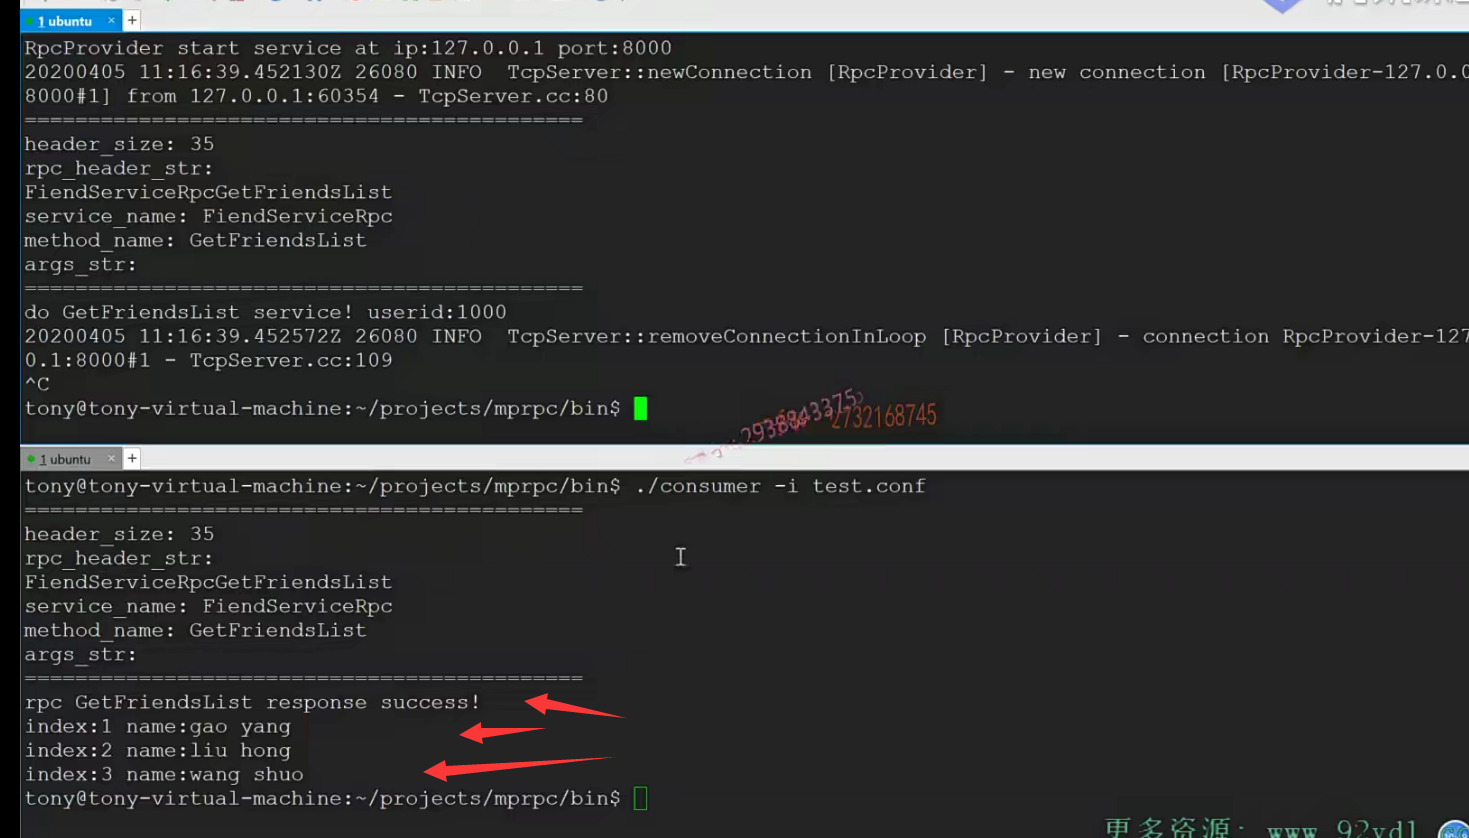 1 ubuntu × +
RpcProvider start service at ip:127.0.0.1 port:8000
20200405 11:16:39.452130Z 26080 INFO  TcpServer::newConnection [RpcProvider] - new connection [RpcProvider-127.0.0
8000#1] from 127.0.0.1:60354 - TcpServer.cc:80
============================================
header_size: 35
rpc_header_str:
FiendServiceRpcGetFriendsList
service_name: FiendServiceRpc
method_name: GetFriendsList
args_str:
============================================
do GetFriendsList service! userid:1000
20200405 11:16:39.452572Z 26080 INFO  TcpServer::removeConnectionInLoop [RpcProvider] - connection RpcProvider-127
0.1:8000#1 - TcpServer.cc:109
^C
tony@tony-virtual-machine:~/projects/mprpc/bin$
2938843375
2732168745
1 ubuntu × +
tony@tony-virtual-machine:~/projects/mprpc/bin$ ./consumer -i test.conf
============================================
header_size: 35
rpc_header_str:
FiendServiceRpcGetFriendsList
service_name: FiendServiceRpc
method_name: GetFriendsList
args_str:
============================================
rpc GetFriendsList response success!
index:1 name:gao yang
index:2 name:liu hong
index:3 name:wang shuo
tony@tony-virtual-machine:~/projects/mprpc/bin$
更多资源: www.92yd1